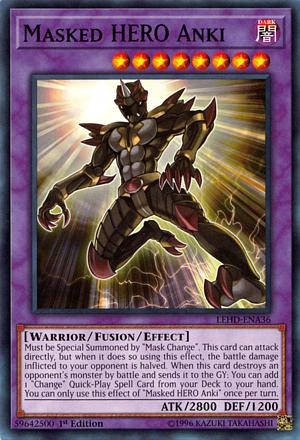 Masked HERO Anki
DARK
闇
LEHD-ENA36
[Warrior/Fusion/Effect]
Must be Special Summoned by "Mask Change". This card can attack
directly, but when it does so using this effect, the battle damage
inflicted to your opponent is halved. When this card destroys an
opponent's monster by battle and sends it to the GY: You can add
1 "Change" Quick-Play Spell Card from your Deck to your hand.
You can only use this effect of "Masked HERO Anki" once per turn.
ATK/2800 DEF/1200
59642500 1st Edition ©1996 KAZUKI TAKAHASHI